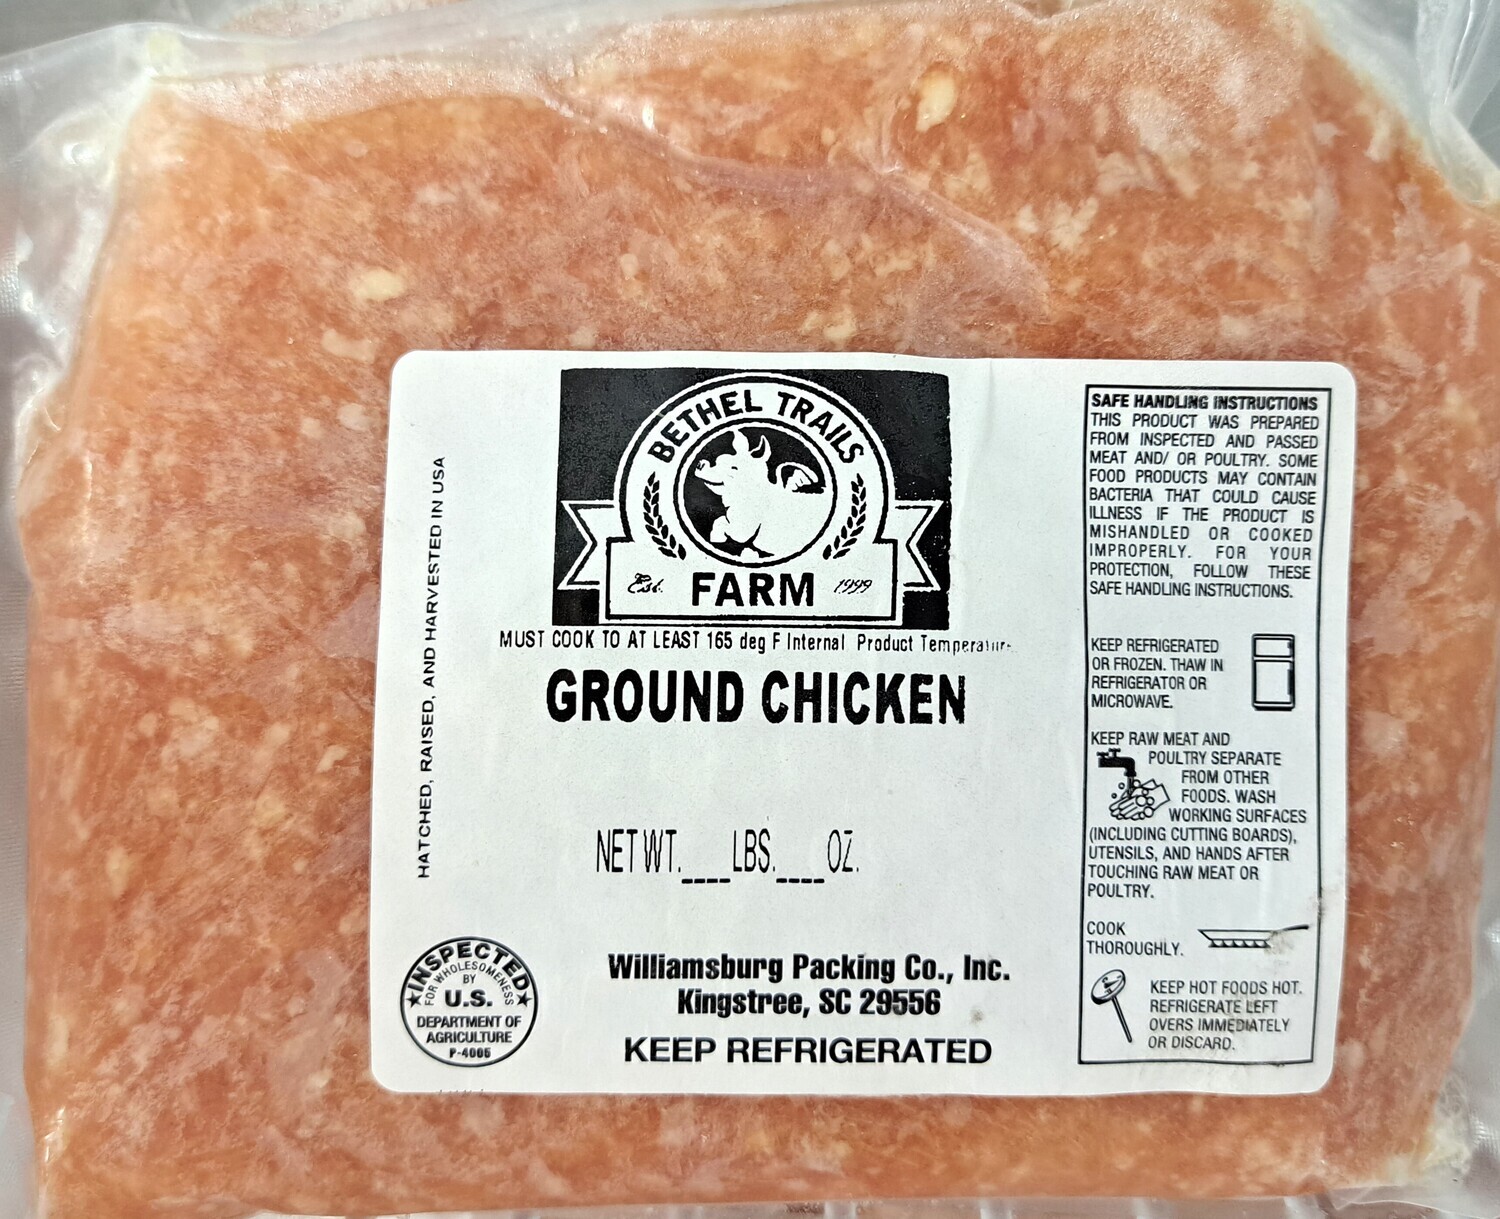 BETHEL TRAILS
Est. FARM 1999
MUST COOK TO AT LEAST 165 deg F Internal Product Temperature
GROUND CHICKEN
NET WT.____LBS.____OZ.
HATCHED, RAISED, AND HARVESTED IN USA
INSPECTED
FOR WHOLESOMENESS
BY
U.S.
DEPARTMENT OF
AGRICULTURE
P-4005
Williamsburg Packing Co., Inc.
Kingstree, SC 29556
KEEP REFRIGERATED
SAFE HANDLING INSTRUCTIONS
THIS PRODUCT WAS PREPARED
FROM INSPECTED AND PASSED
MEAT AND/ OR POULTRY. SOME
FOOD PRODUCTS MAY CONTAIN
BACTERIA THAT COULD CAUSE
ILLNESS IF THE PRODUCT IS
MISHANDLED OR COOKED
IMPROPERLY. FOR YOUR
PROTECTION, FOLLOW THESE
SAFE HANDLING INSTRUCTIONS.
KEEP REFRIGERATED
OR FROZEN. THAW IN
REFRIGERATOR OR
MICROWAVE.
KEEP RAW MEAT AND
POULTRY SEPARATE
FROM OTHER
FOODS. WASH
WORKING SURFACES
(INCLUDING CUTTING BOARDS),
UTENSILS, AND HANDS AFTER
TOUCHING RAW MEAT OR
POULTRY.
COOK
THOROUGHLY.
KEEP HOT FOODS HOT.
REFRIGERATE LEFT
OVERS IMMEDIATELY
OR DISCARD.